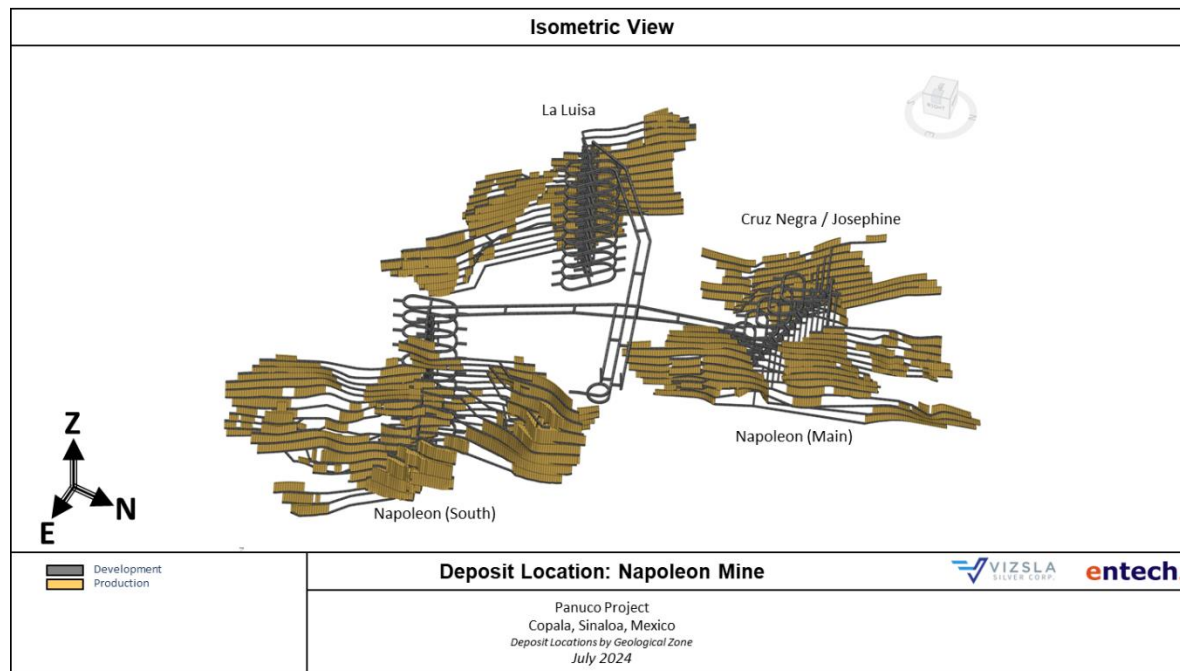 Isometric View
La Luisa
Cruz Negra / Josephine
Napoleon (Main)
Napoleon (South)
Z
N
E
Development
Production
Deposit Location: Napoleon Mine
VIZSLA
SILVER CORP.
entech.
Panuco Project
Copala, Sinaloa, Mexico
Deposit Locations by Geological Zone
July 2024